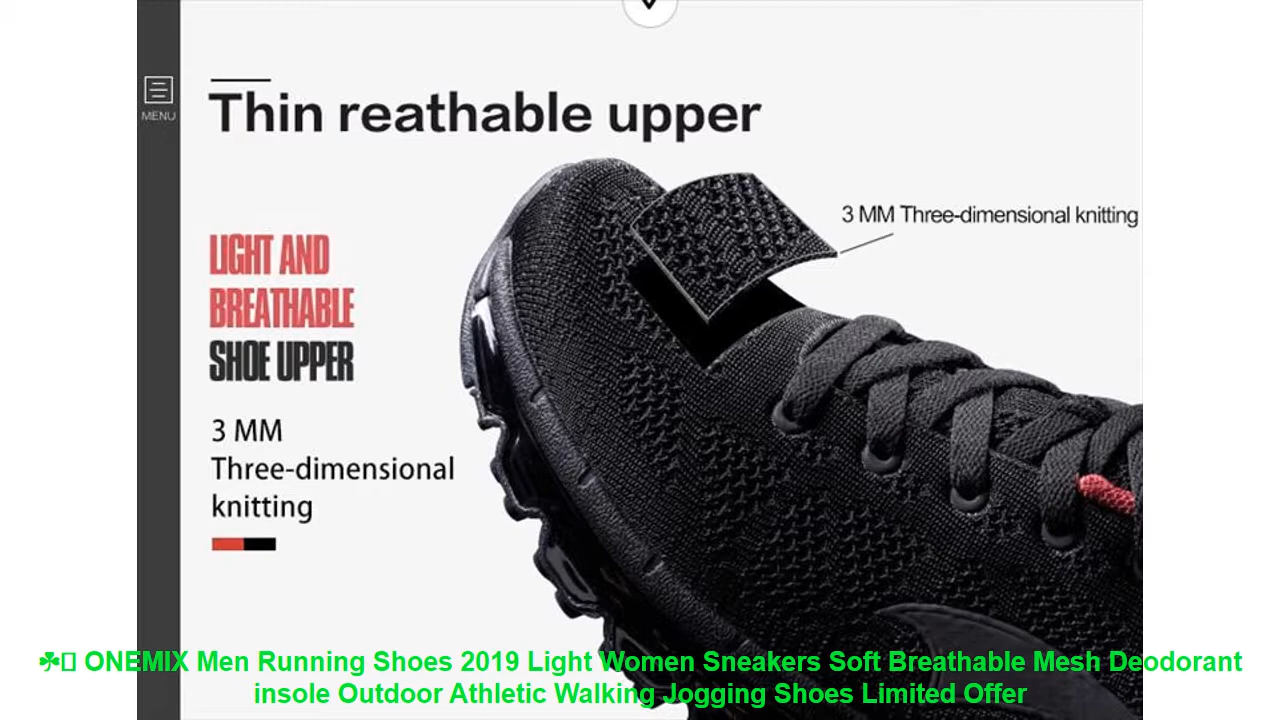 MENU
Thin reathable upper
3 MM Three-dimensional knitting
LIGHT AND
BREATHABLE
SHOE UPPER
3 MM
Three-dimensional
knitting
☘ ONEMIX Men Running Shoes 2019 Light Women Sneakers Soft Breathable Mesh Deodorant
insole Outdoor Athletic Walking Jogging Shoes Limited Offer